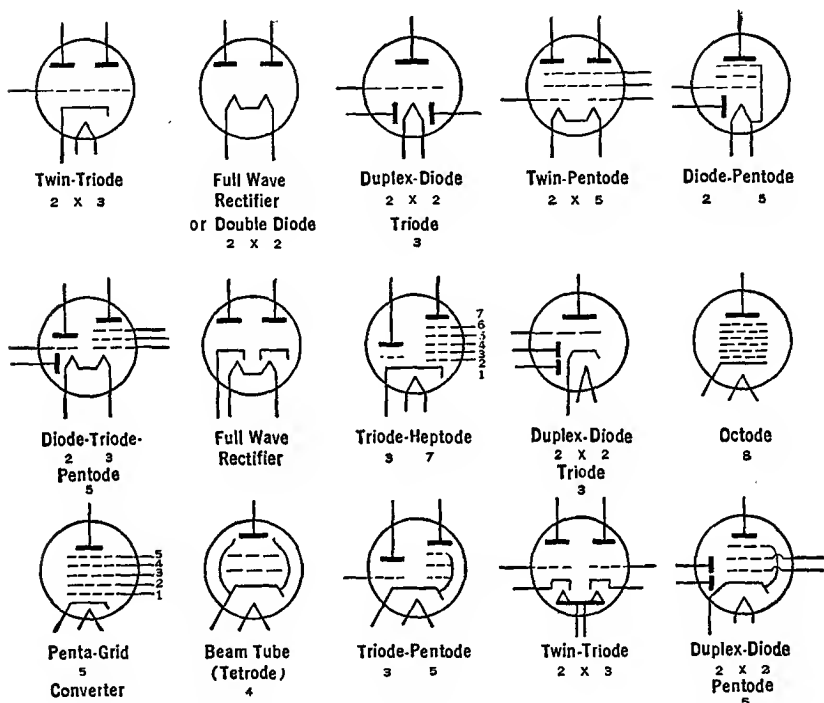 Twin-Triode
2 X 3
Full Wave
Rectifier
or Double Diode
2 X 2
Duplex-Diode
2 X 2
Triode
3
Twin-Pentode
2 X 5
Diode-Pentode
2 5
Diode-Triode-
2 3
Pentode
5
Full Wave
Rectifier
7
6
5
4
3
2
1
Triode-Heptode
3 7
Duplex-Diode
2 X 2
Triode
3
Octode
8
5
4
3
2
1
Penta-Grid
5
Converter
Beam Tube
(Tetrode)
4
Triode-Pentode
3 5
Twin-Triode
2 X 3
Duplex-Diode
2 X 2
Pentode
5